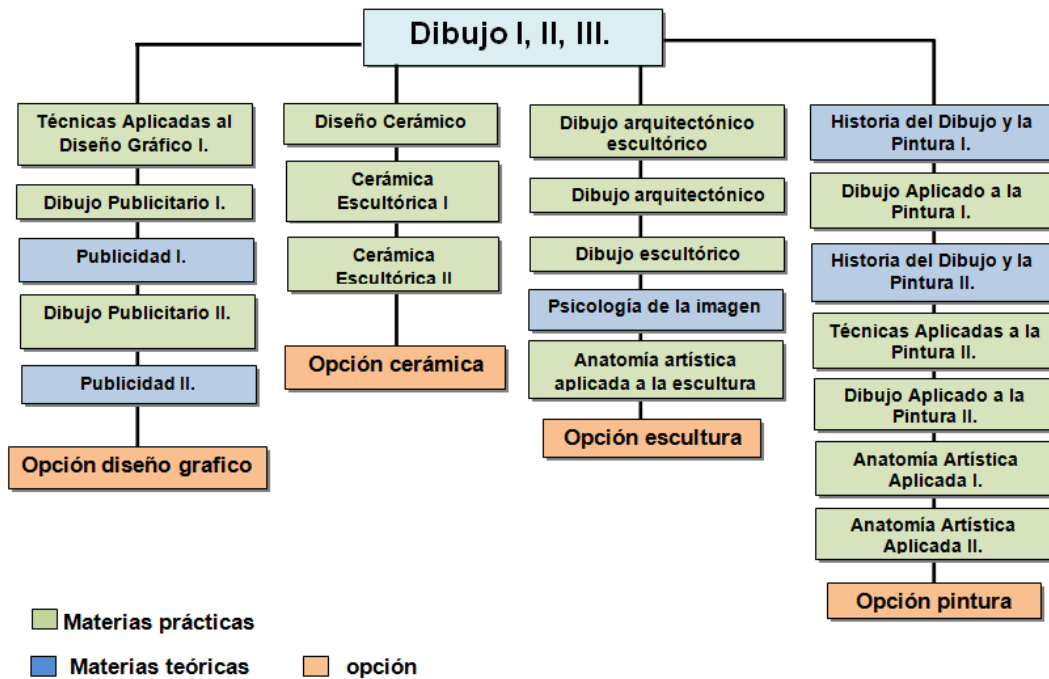 Dibujo I, II, III.
Técnicas Aplicadas al
Diseño Gráfico I.
Dibujo Publicitario I.
Publicidad I.
Dibujo Publicitario II.
Publicidad II.
Opción diseño grafico
Diseño Cerámico
Cerámica
Escultórica I
Cerámica
Escultórica II
Opción cerámica
Dibujo arquitectónico
escultórico
Dibujo arquitectónico
Dibujo escultórico
Psicología de la imagen
Anatomía artística
aplicada a la escultura
Opción escultura
Historia del Dibujo y la
Pintura I.
Dibujo Aplicado a la
Pintura I.
Historia del Dibujo y la
Pintura II.
Técnicas Aplicadas a la
Pintura II.
Dibujo Aplicado a la
Pintura II.
Anatomía Artística
Aplicada I.
Anatomía Artística
Aplicada II.
Opción pintura
Materias prácticas
Materias teóricas
opción